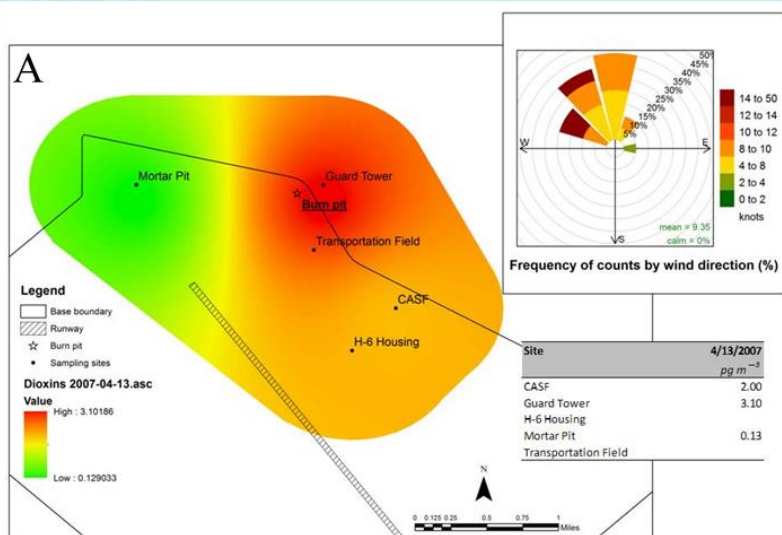 A
Mortar Pit
Guard Tower
Burn pit
Transportation Field
CASF
H-6 Housing
Legend
Base boundary
Runway
Burn pit
Sampling sites
Dioxins 2007-04-13.asc
Value
High : 3.10186
Low : 0.129033
N
0 0.125 0.25 0.5 0.75 1
Miles
50%
45%
40%
35%
30%
25%
20%
15%
10%
5%
W
E
S
14 to 50
12 to 14
10 to 12
8 to 10
4 to 8
2 to 4
0 to 2
knots
mean = 9.35
calm = 0%
Frequency of counts by wind direction (%)
Site 4/13/2007
pg m⁻³
CASF 2.00
Guard Tower 3.10
H-6 Housing
Mortar Pit 0.13
Transportation Field